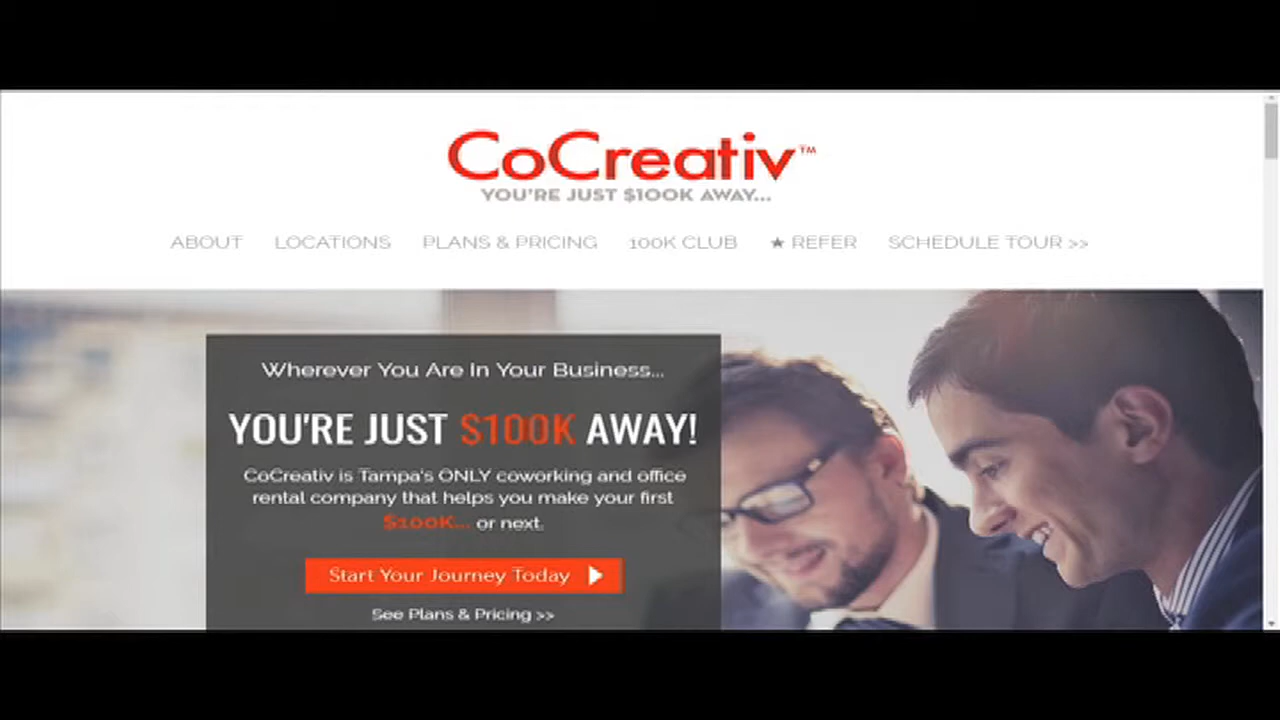 CoCreativ™
YOU'RE JUST $100K AWAY...
ABOUT LOCATIONS PLANS & PRICING 100K CLUB ★ REFER SCHEDULE TOUR >>
Wherever You Are In Your Business...
YOU'RE JUST $100K AWAY!
CoCreativ is Tampa's ONLY coworking and office
rental company that helps you make your first
$100K... or next.
Start Your Journey Today
See Plans & Pricing >>